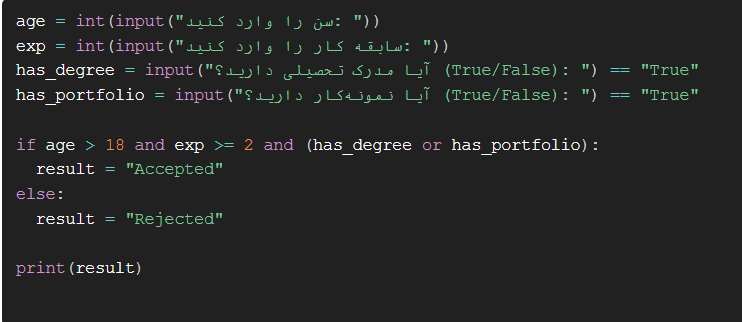 age = int(input("سن را وارد کنید: "))
exp = int(input("سابقه کار را وارد کنید: "))
has_degree = input("آیا مدرک تحصیلی دارید؟ (True/False): ") == "True"
has_portfolio = input("آیا نمونه‌کار دارید؟ (True/False): ") == "True"
if age > 18 and exp >= 2 and (has_degree or has_portfolio):
result = "Accepted"
else:
result = "Rejected"
print(result)